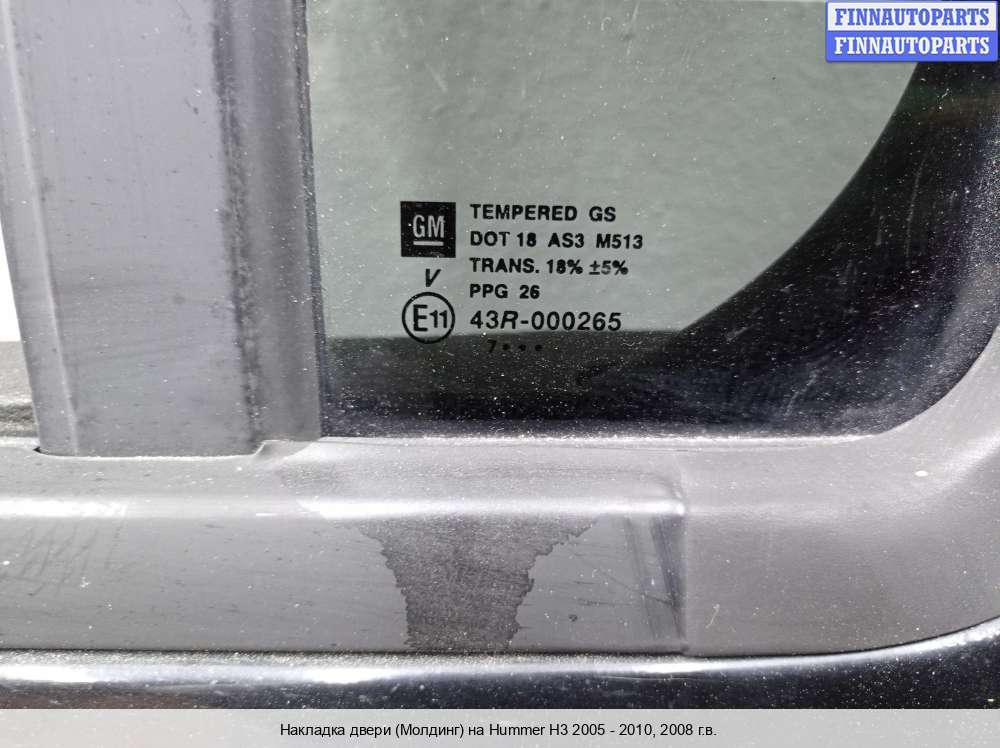 FINNAUTOPARTS
FINNAUTOPARTS
GM
TEMPERED GS
DOT 18 AS3 M513
TRANS. 18% ±5%
V
PPG 26
E11
43R-000265
7 • • •
Накладка двери (Молдинг) на Hummer H3 2005 - 2010, 2008 г.в.